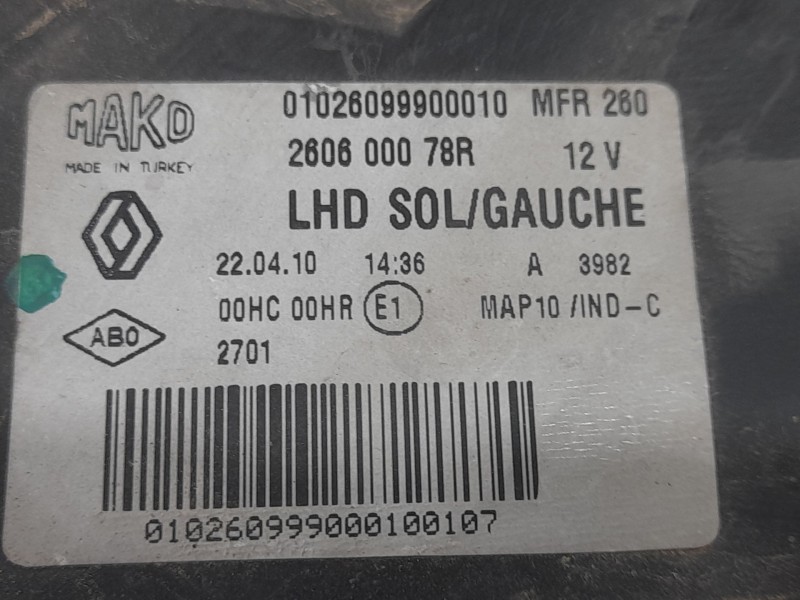 MAKO 01026099900010 MFR 260
MADE IN TURKEY 2606 000 78R 12 V
LHD SOL/GAUCHE
22.04.10 14:36 A 3982
00HC 00HR E1 MAP10 /IND-C
ABO 2701
010260999000100107